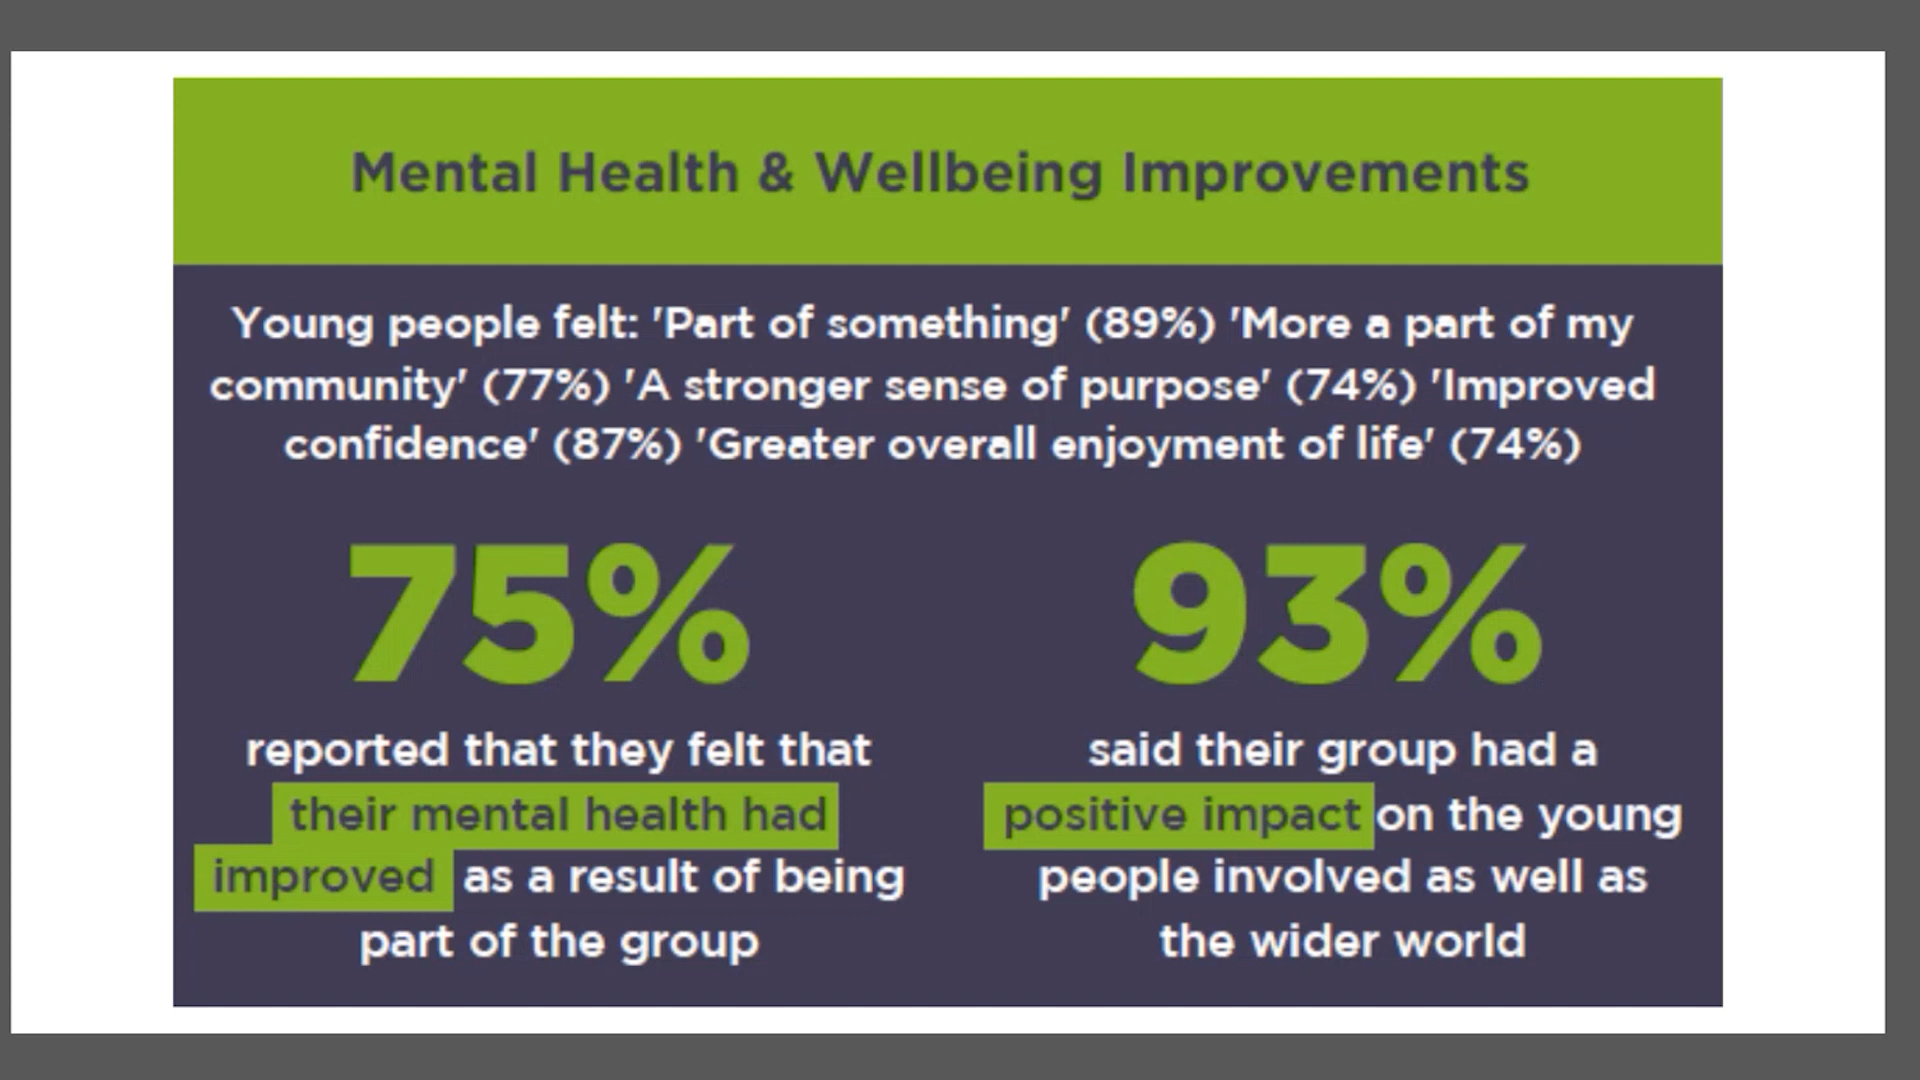 Mental Health & Wellbeing Improvements
Young people felt: 'Part of something' (89%) 'More a part of my
community' (77%) 'A stronger sense of purpose' (74%) 'Improved
confidence' (87%) 'Greater overall enjoyment of life' (74%)
75%
reported that they felt that
their mental health had
improved as a result of being
part of the group
93%
said their group had a
positive impact on the young
people involved as well as
the wider world